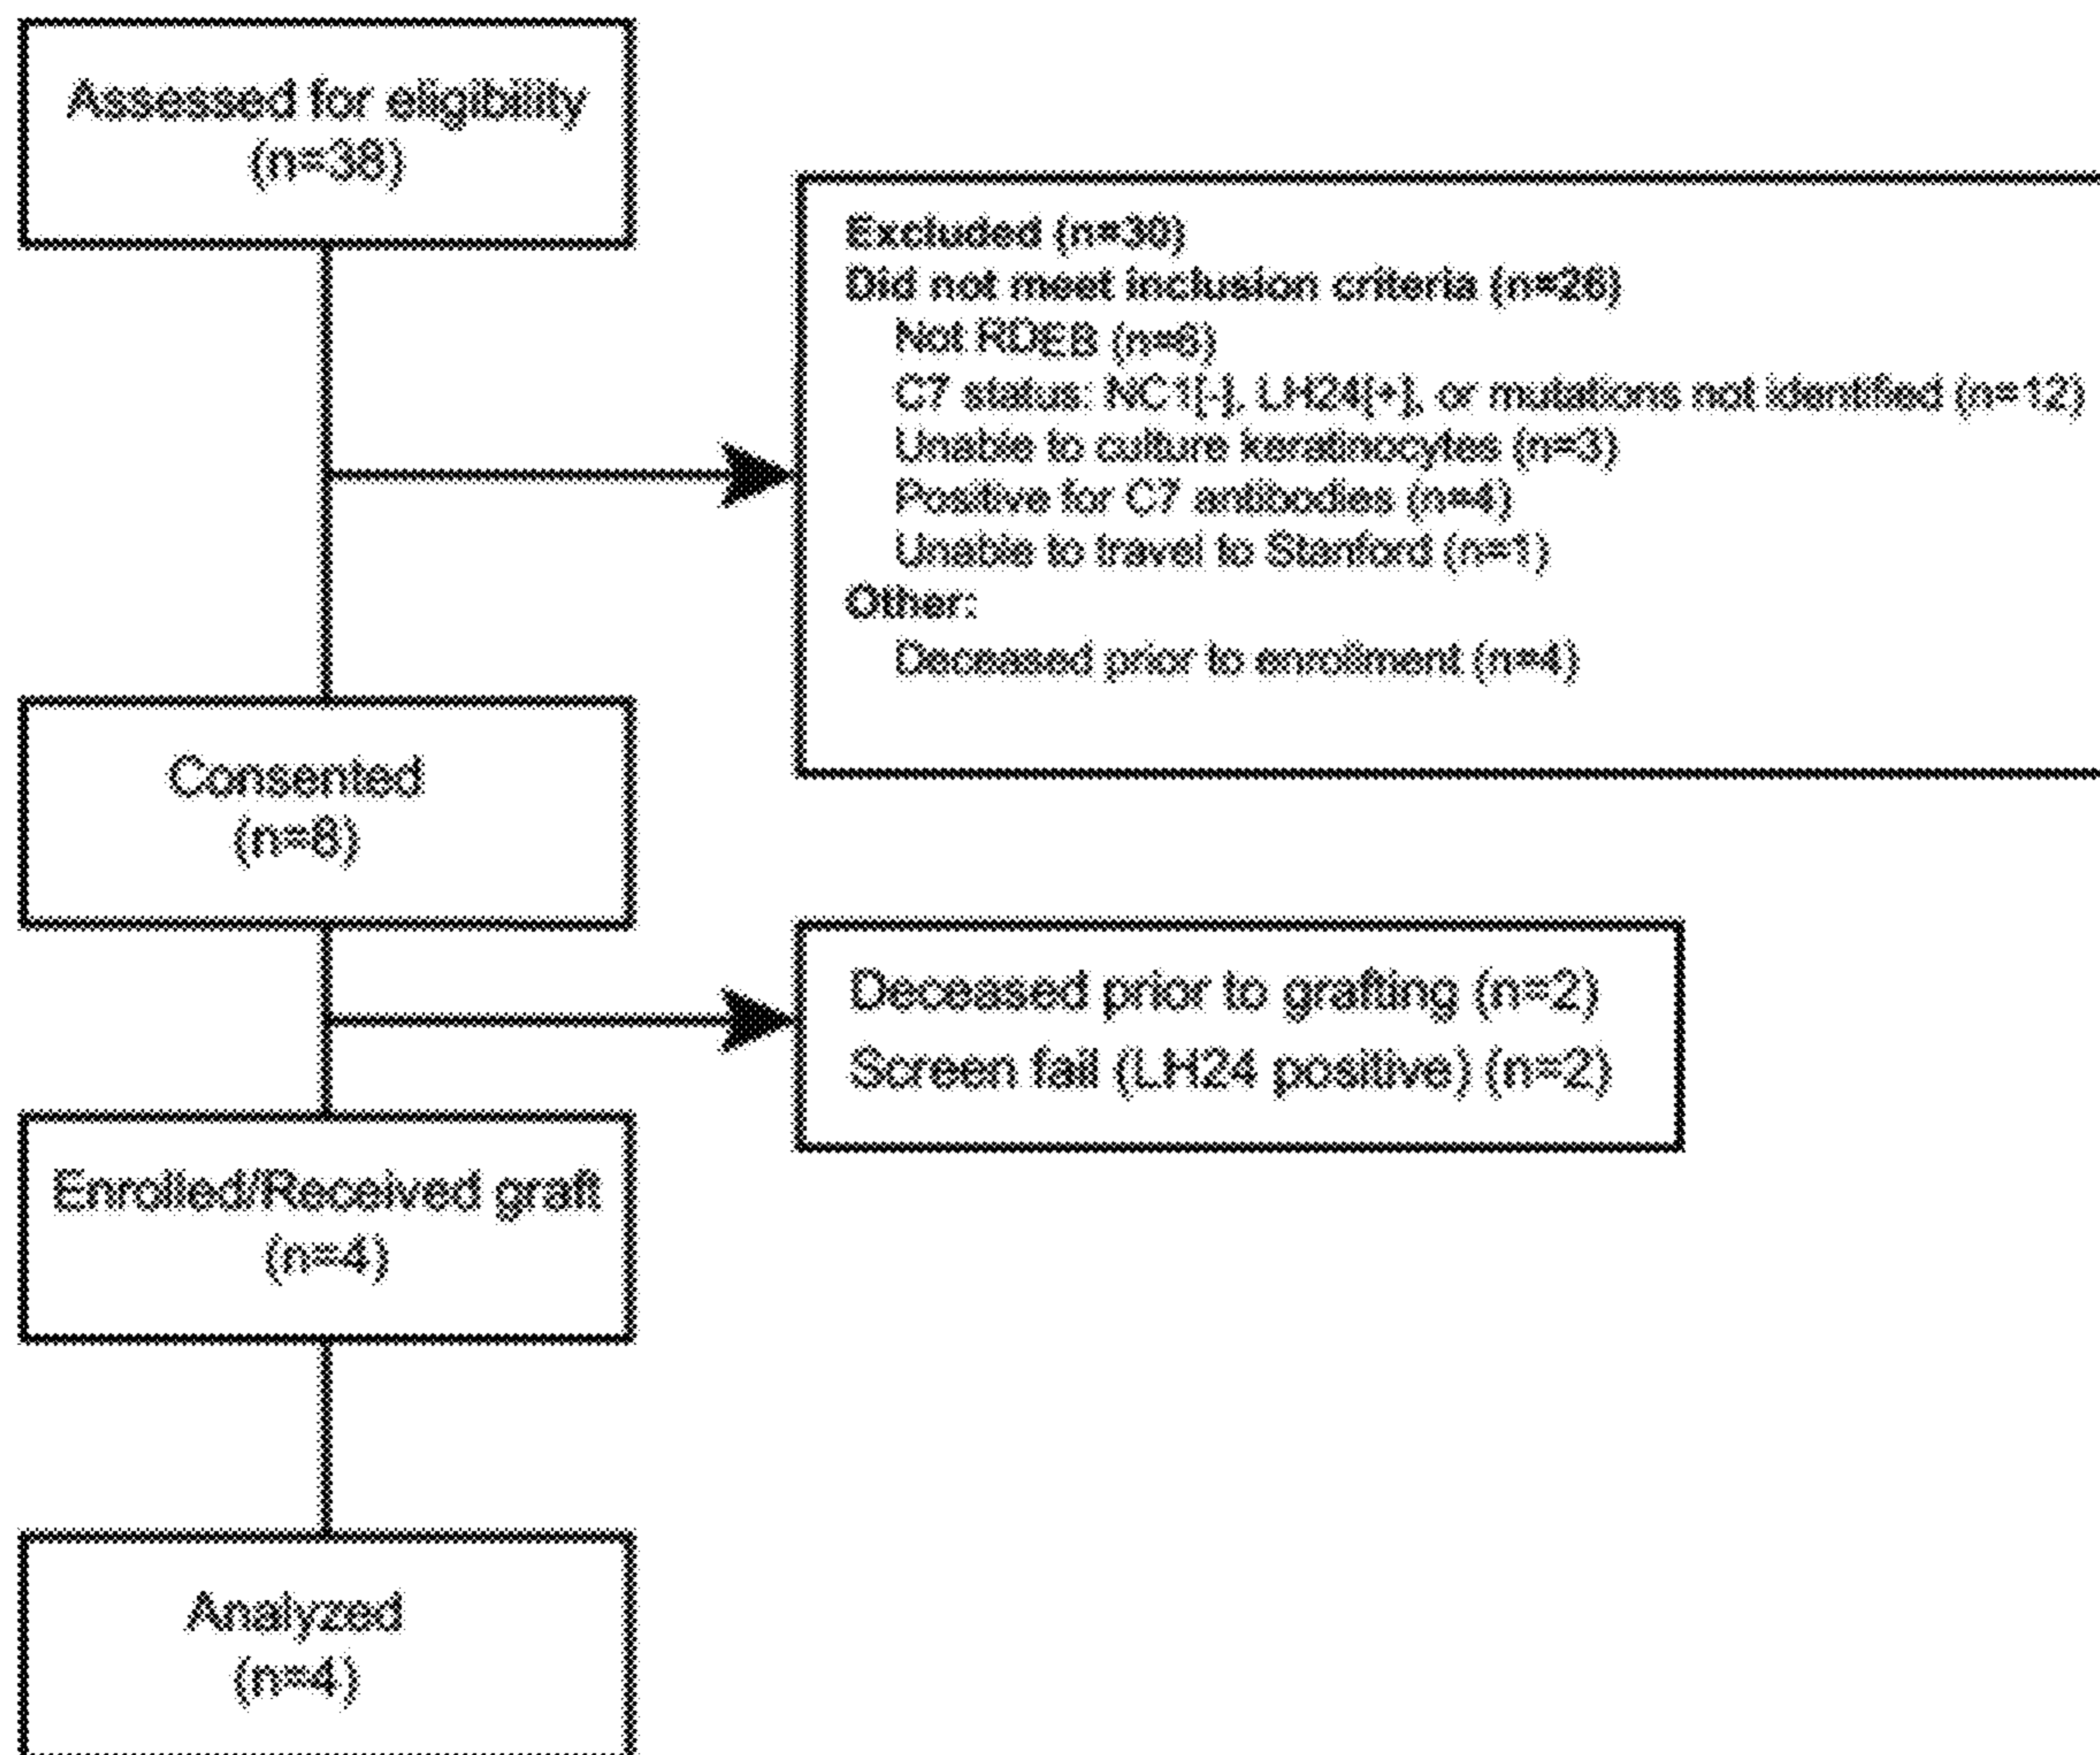 Assessed for eligibility
(n=38)
Excluded (n=30)
Did not meet inclusion criteria (n=26)
Not RDEB (n=6)
C7 status: NC1[-], LH24[+], or mutations not identified (n=12)
Unable to culture keratinocytes (n=3)
Positive for C7 antibodies (n=4)
Unable to travel to Stanford (n=1)
Other:
Deceased prior to enrollment (n=4)
Consented
(n=8)
Deceased prior to grafting (n=2)
Screen fail (LH24 positive) (n=2)
Enrolled/Received graft
(n=4)
Analyzed
(n=4)